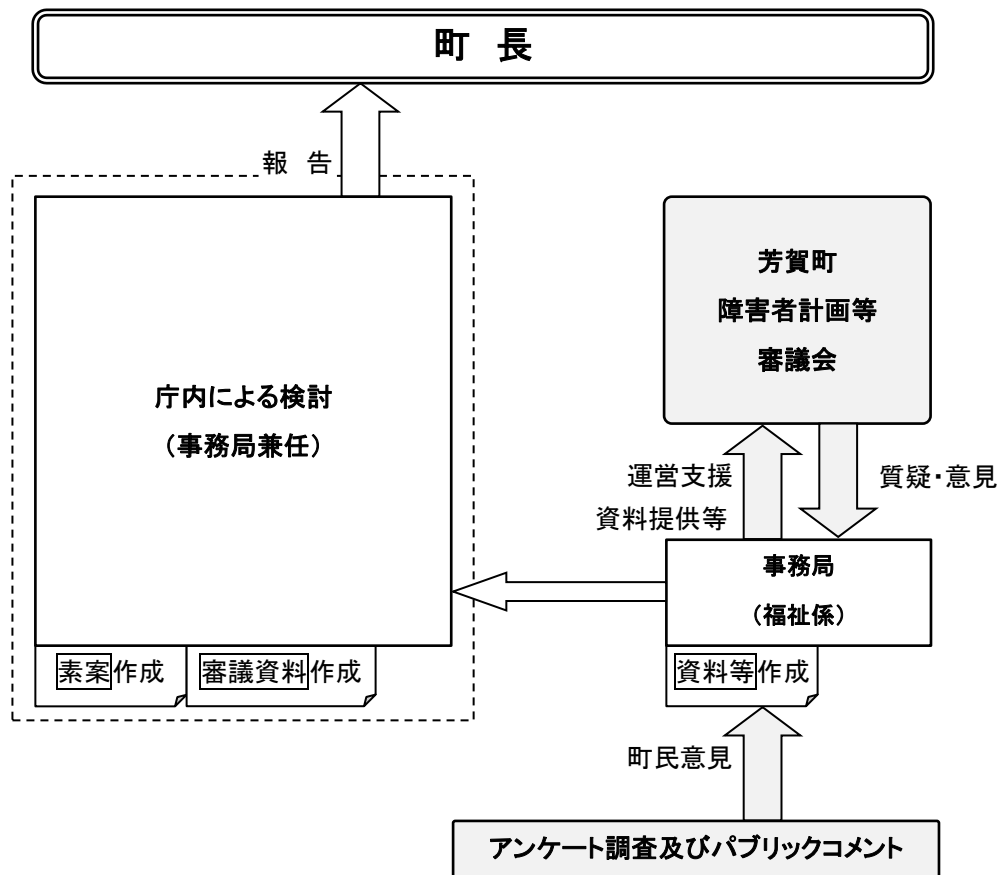 町 長
報 告
芳賀町
障害者計画等
審議会
庁内による検討
(事務局兼任)
運営支援
資料提供等
質疑・意見
事務局
(福祉係)
素案作成
審議資料作成
資料等作成
町民意見
アンケート調査及びパブリックコメント